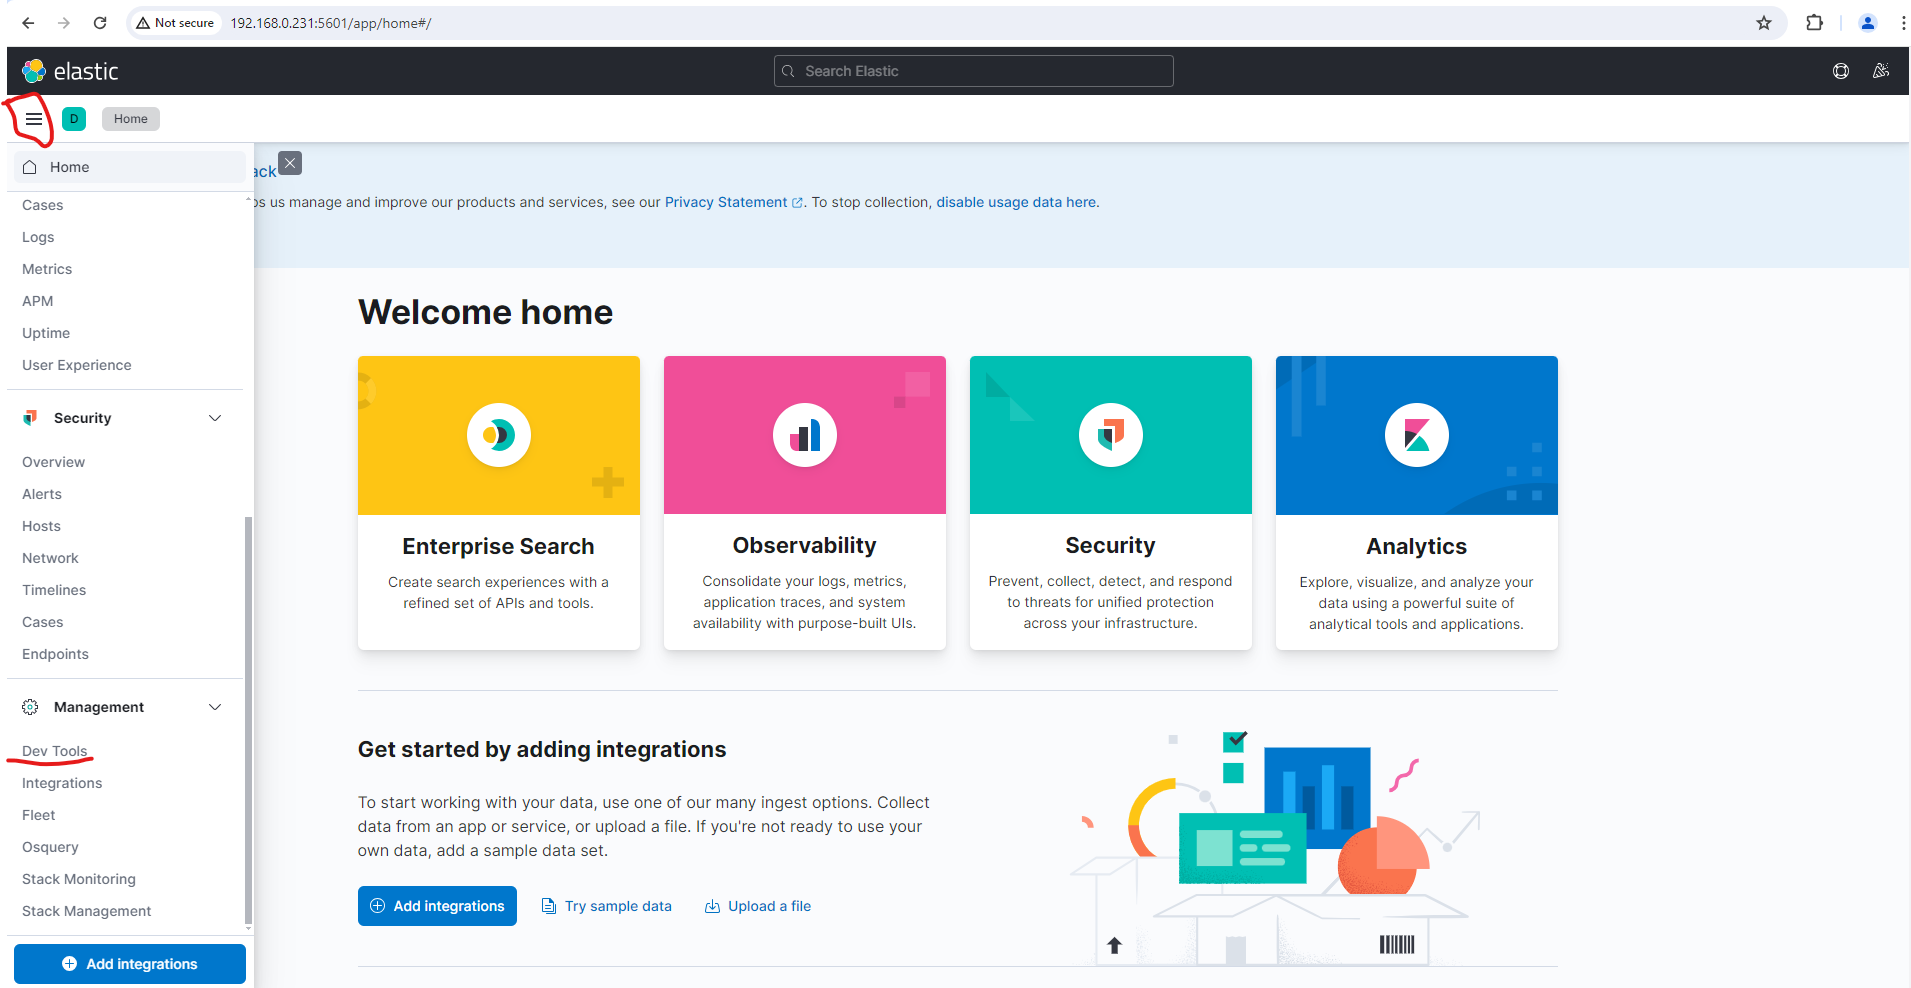 Not secure 192.168.0.231:5601/app/home#/
elastic
Search Elastic
D
Home
Home
Cases
Logs
Metrics
APM
Uptime
User Experience
Security
Overview
Alerts
Hosts
Network
Timelines
Cases
Endpoints
Management
Dev Tools
Integrations
Fleet
Osquery
Stack Monitoring
Stack Management
Add integrations
ack
us manage and improve our products and services, see our Privacy Statement. To stop collection, disable usage data here.
Welcome home
Enterprise Search
Create search experiences with a
refined set of APIs and tools.
Observability
Consolidate your logs, metrics,
application traces, and system
availability with purpose-built UIs.
Security
Prevent, collect, detect, and respond
to threats for unified protection
across your infrastructure.
Analytics
Explore, visualize, and analyze your
data using a powerful suite of
analytical tools and applications.
Get started by adding integrations
To start working with your data, use one of our many ingest options. Collect
data from an app or service, or upload a file. If you're not ready to use your
own data, add a sample data set.
Add integrations
Try sample data
Upload a file